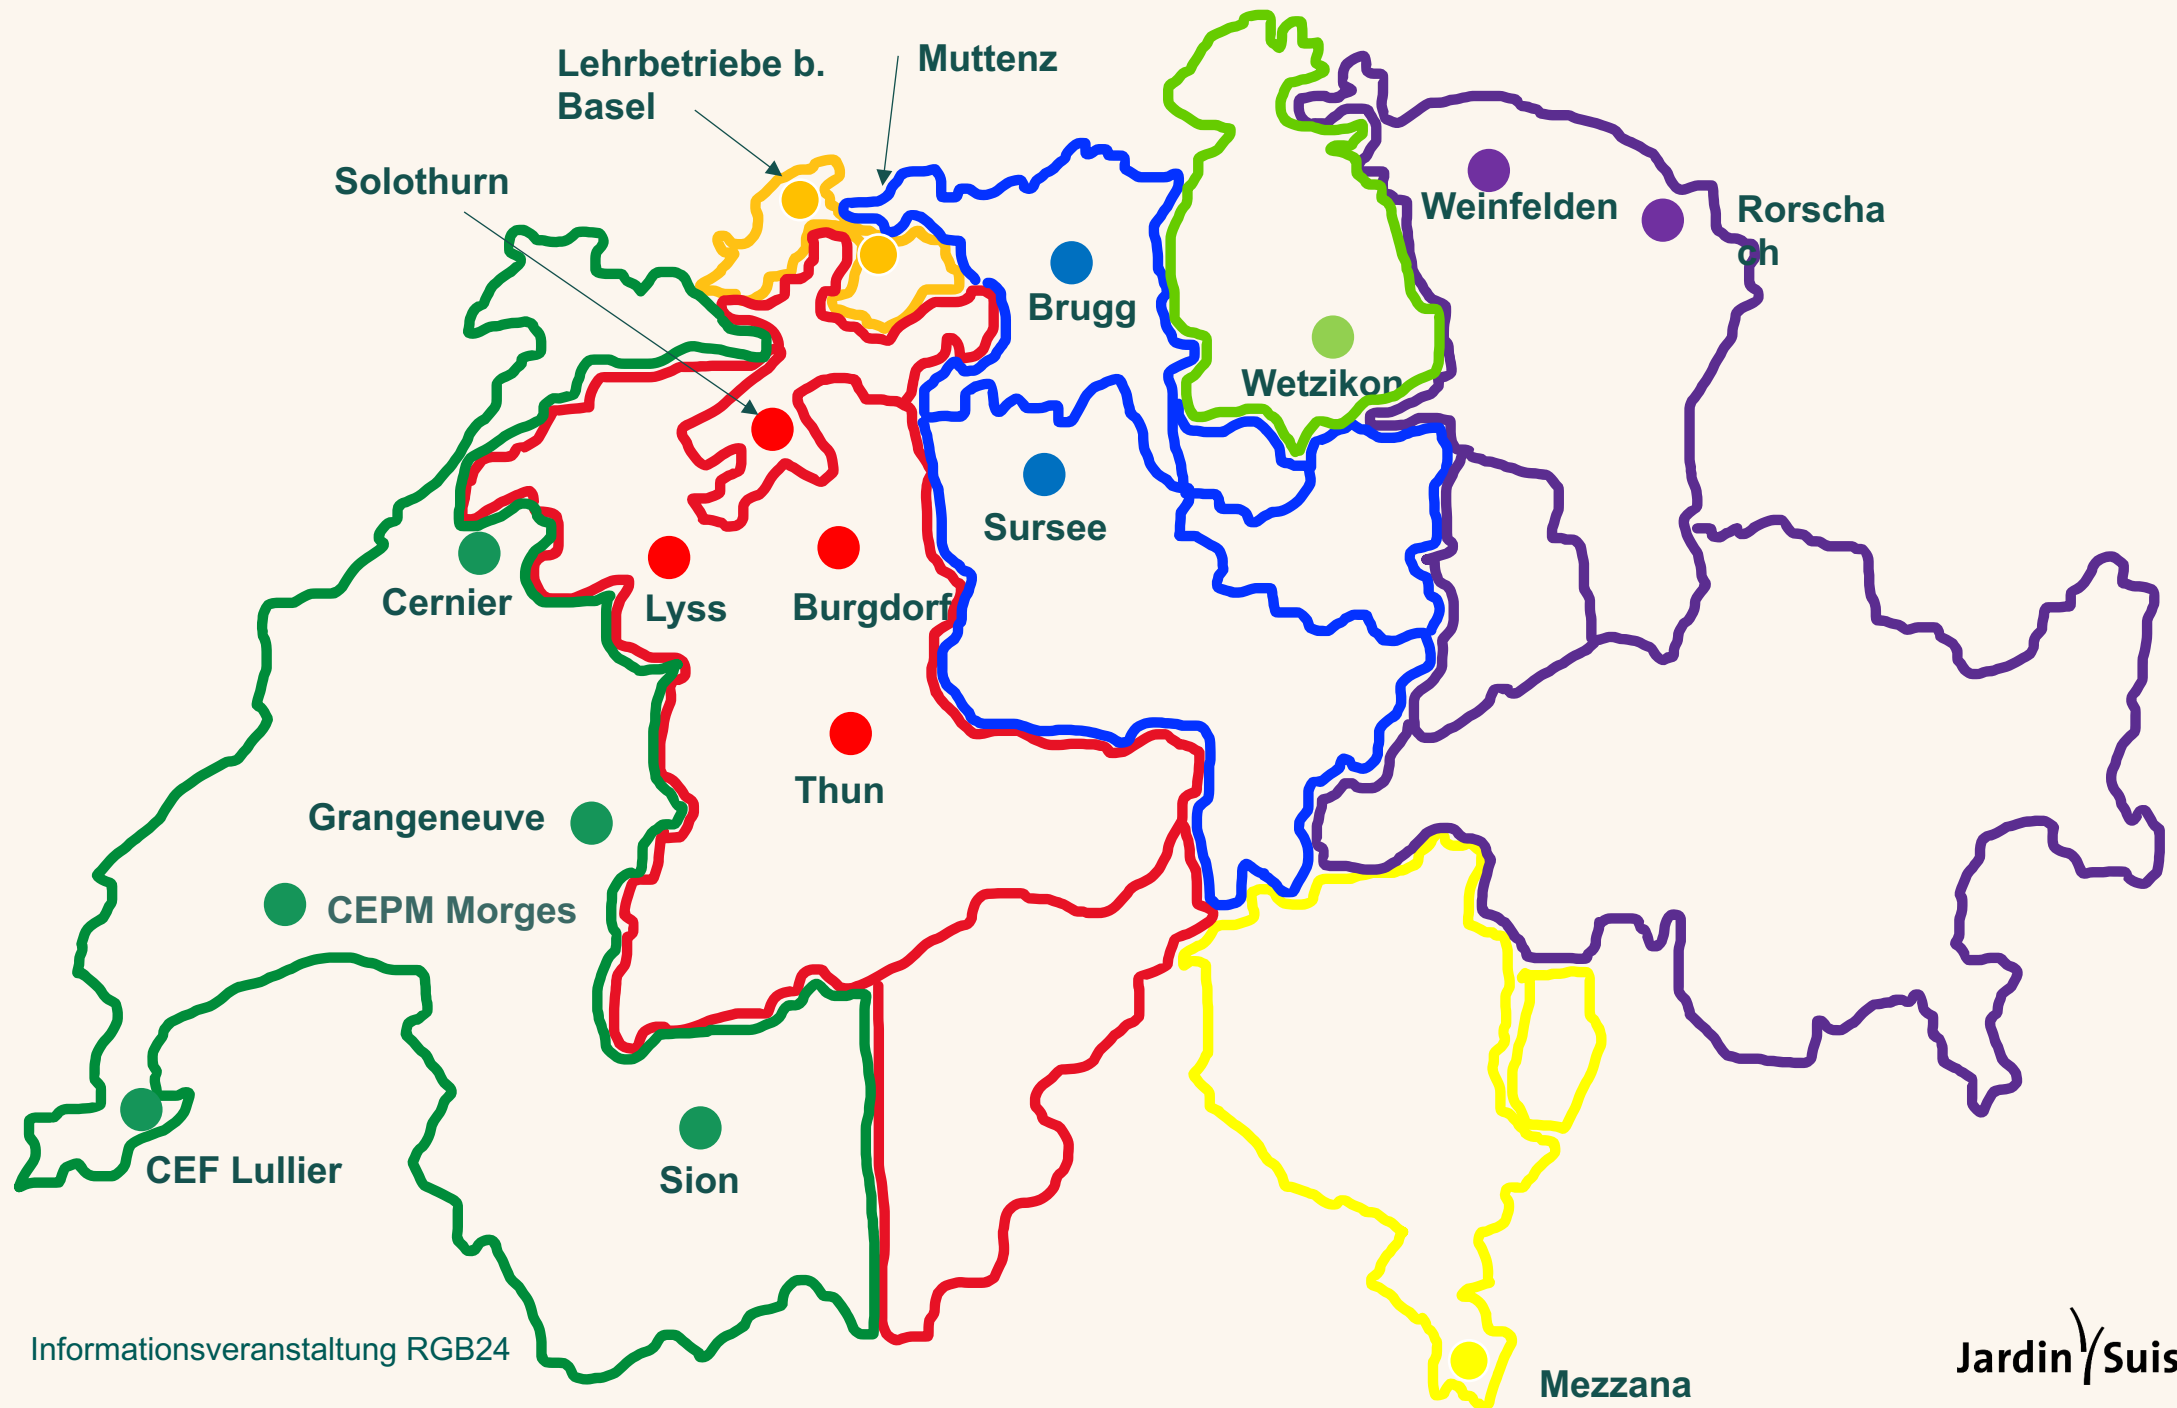 Lehrbetriebe b.
Basel
Muttenz
Solothurn
Weinfelden
Rorscha
ch
Brugg
Wetzikon
Sursee
Cernier
Lyss
Burgdorf
Thun
Grangeneuve
CEPM Morges
CEF Lullier
Sion
Informationsveranstaltung RGB24
Mezzana
Jardin Suis